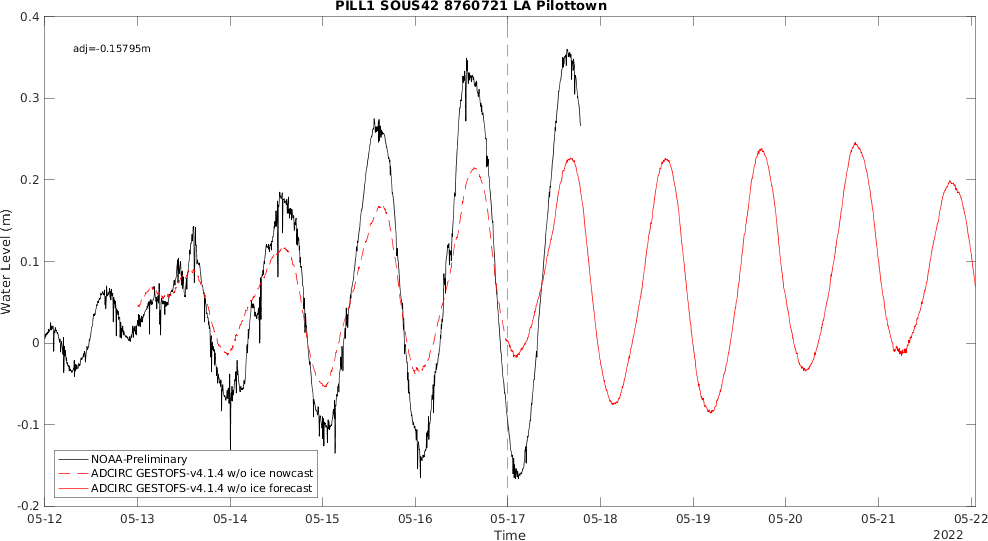 PILL1 SOUS42 8760721 LA Pilottown
adj=-0.15795m
0.4
0.3
0.2
0.1
0
-0.1
-0.2
Water Level (m)
NOAA-Preliminary
ADCIRC GESTOFS-v4.1.4 w/o ice nowcast
ADCIRC GESTOFS-v4.1.4 w/o ice forecast
05-12 05-13 05-14 05-15 05-16 05-17 05-18 05-19 05-20 05-21 05-22
Time
2022